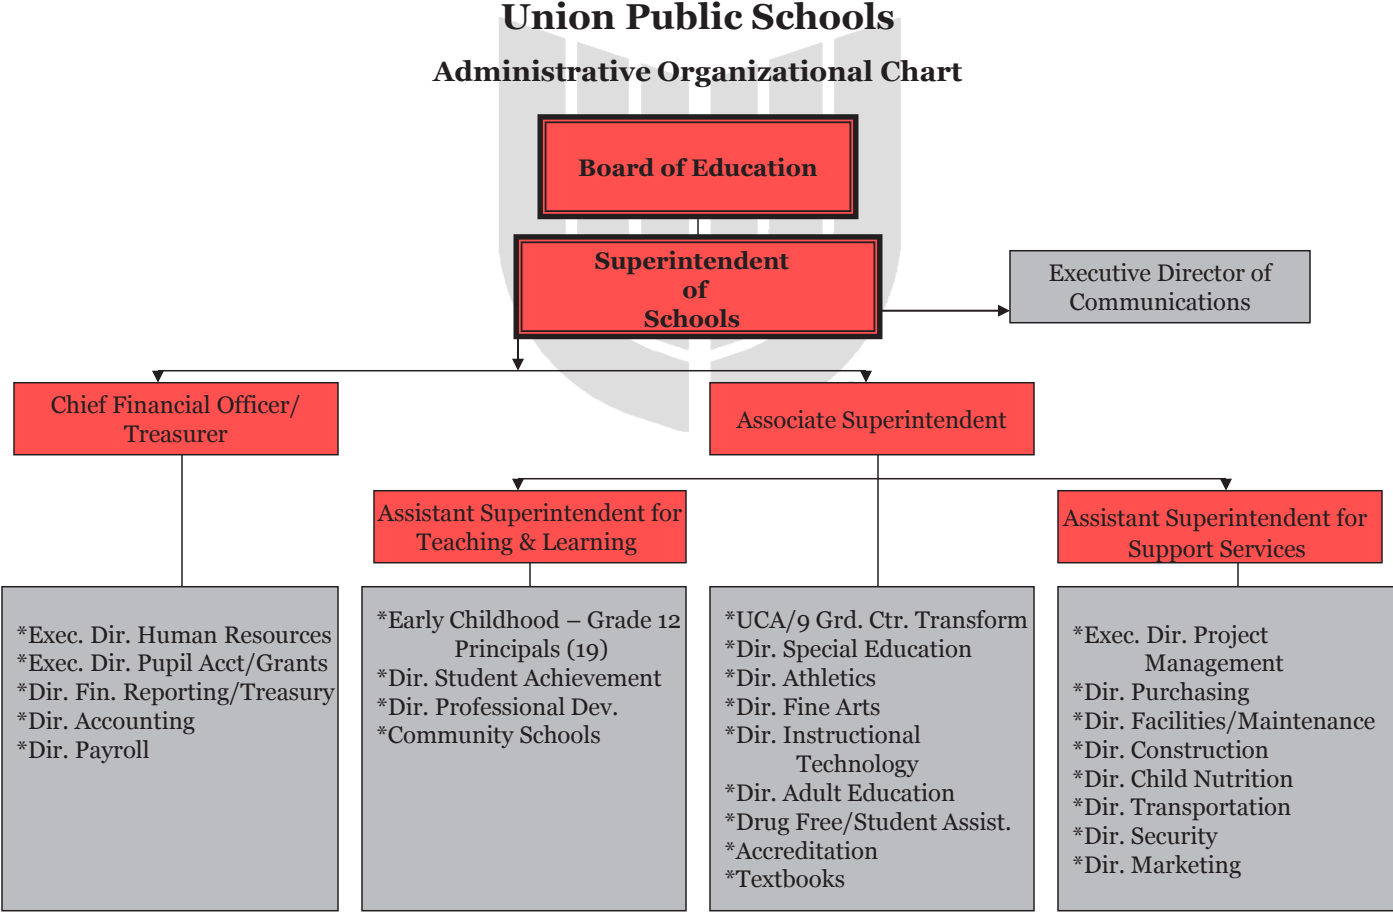 Union Public Schools
Administrative Organizational Chart
Board of Education
Superintendent
of
Schools
Executive Director of
Communications
Chief Financial Officer/
Treasurer
Associate Superintendent
Assistant Superintendent for
Teaching & Learning
Assistant Superintendent for
Support Services
*Exec. Dir. Human Resources
*Exec. Dir. Pupil Acct/Grants
*Dir. Fin. Reporting/Treasury
*Dir. Accounting
*Dir. Payroll
*Early Childhood – Grade 12
Principals (19)
*Dir. Student Achievement
*Dir. Professional Dev.
*Community Schools
*UCA/9 Grd. Ctr. Transform
*Dir. Special Education
*Dir. Athletics
*Dir. Fine Arts
*Dir. Instructional
Technology
*Dir. Adult Education
*Drug Free/Student Assist.
*Accreditation
*Textbooks
*Exec. Dir. Project
Management
*Dir. Purchasing
*Dir. Facilities/Maintenance
*Dir. Construction
*Dir. Child Nutrition
*Dir. Transportation
*Dir. Security
*Dir. Marketing